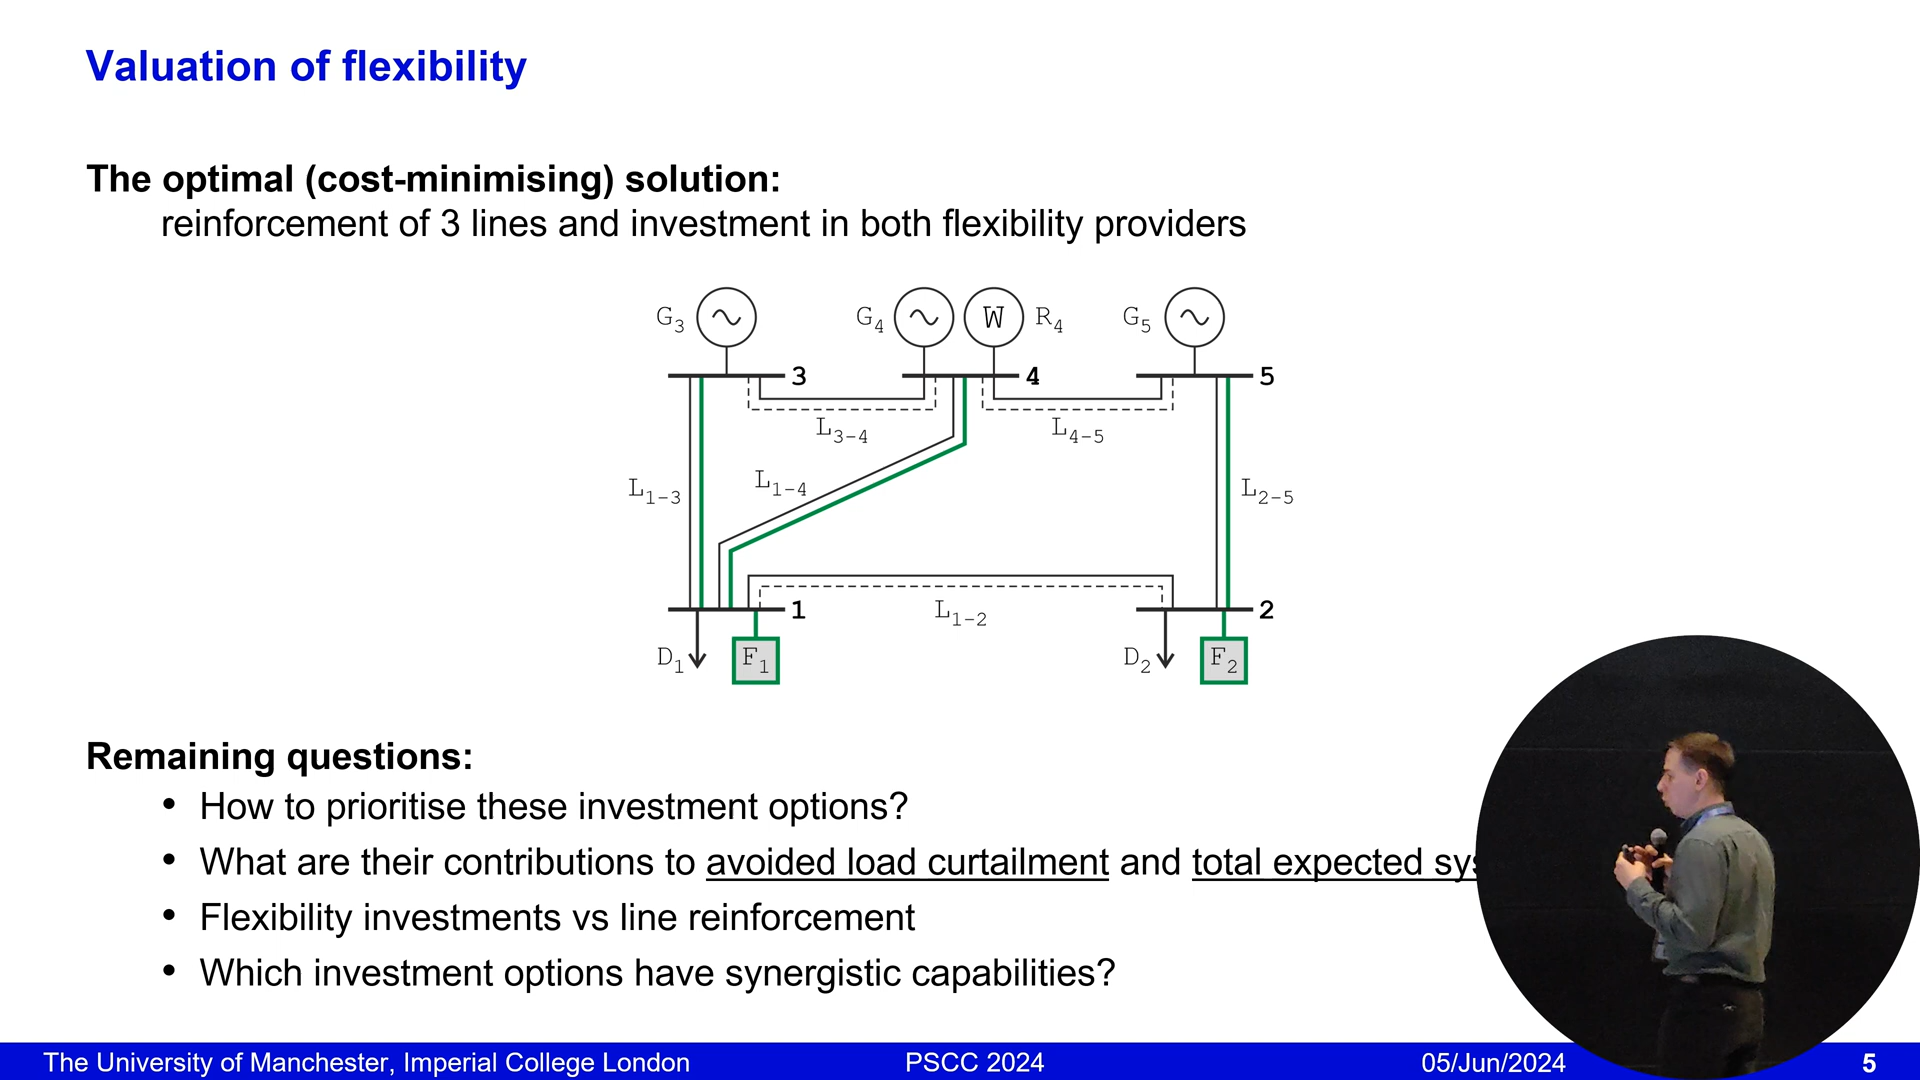 Valuation of flexibility
The optimal (cost-minimising) solution:
reinforcement of 3 lines and investment in both flexibility providers
G3 G4 W R4 G5
3 4 5
L3-4 L4-5
L1-3 L1-4 L2-5
1 L1-2 2
D1 F1 D2 F2
Remaining questions:
• How to prioritise these investment options?
• What are their contributions to avoided load curtailment and total expected
• Flexibility investments vs line reinforcement
• Which investment options have synergistic capabilities?
The University of Manchester, Imperial College London PSCC 2024 05/Jun/2024 5